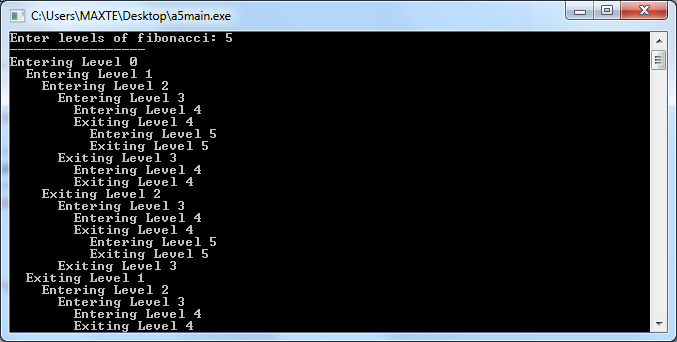 C:\Users\MAXTE\Desktop\a5main.exe
Enter levels of fibonacci: 5
-----------------
Entering Level 0
  Entering Level 1
    Entering Level 2
      Entering Level 3
        Entering Level 4
        Exiting Level 4
          Entering Level 5
          Exiting Level 5
      Exiting Level 3
        Entering Level 4
        Exiting Level 4
    Exiting Level 2
      Entering Level 3
        Entering Level 4
        Exiting Level 4
          Entering Level 5
          Exiting Level 5
      Exiting Level 3
  Exiting Level 1
    Entering Level 2
      Entering Level 3
        Entering Level 4
        Exiting Level 4